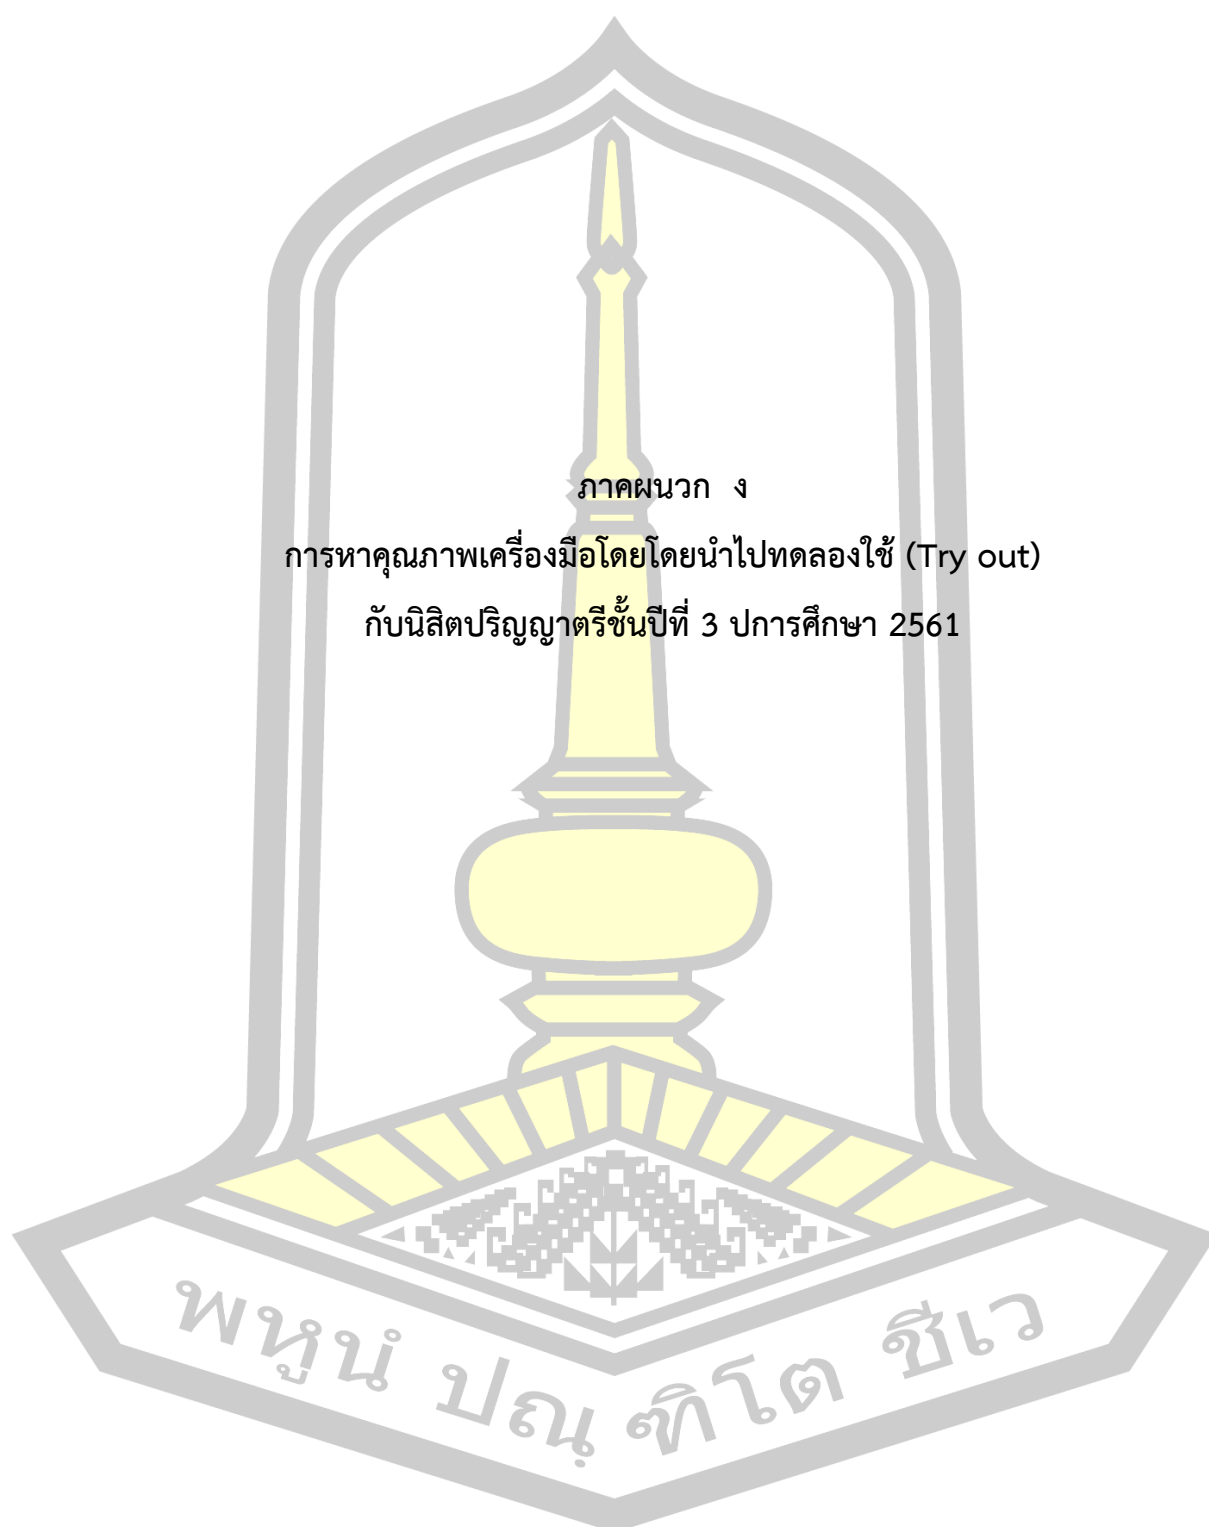 ภาคผนวก ง
การหาคุณภาพเครื่องมือโดยโดยนำไปทดลองใช้ (Try out)
กับนิสิตปริญญาตรีชั้นปีที่ 3 ปการศึกษา 2561
พหูนํ ปณฺ ฑิโต ชีเว